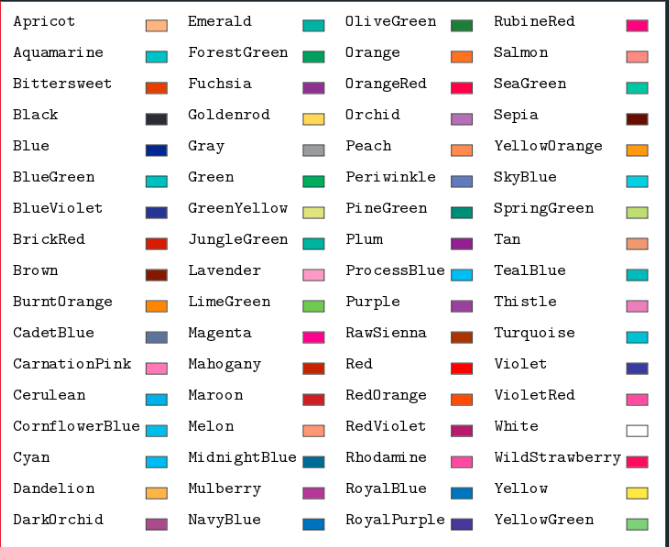 Apricot Emerald OliveGreen RubineRed
Aquamarine ForestGreen Orange Salmon
Bittersweet Fuchsia OrangeRed SeaGreen
Black Goldenrod Orchid Sepia
Blue Gray Peach YellowOrange
BlueGreen Green Periwinkle SkyBlue
BlueViolet GreenYellow PineGreen SpringGreen
BrickRed JungleGreen Plum Tan
Brown Lavender ProcessBlue TealBlue
BurntOrange LimeGreen Purple Thistle
CadetBlue Magenta RawSienna Turquoise
CarnationPink Mahogany Red Violet
Cerulean Maroon RedOrange VioletRed
CornflowerBlue Melon RedViolet White
Cyan MidnightBlue Rhodamine WildStrawberry
Dandelion Mulberry RoyalBlue Yellow
DarkOrchid NavyBlue RoyalPurple YellowGreen